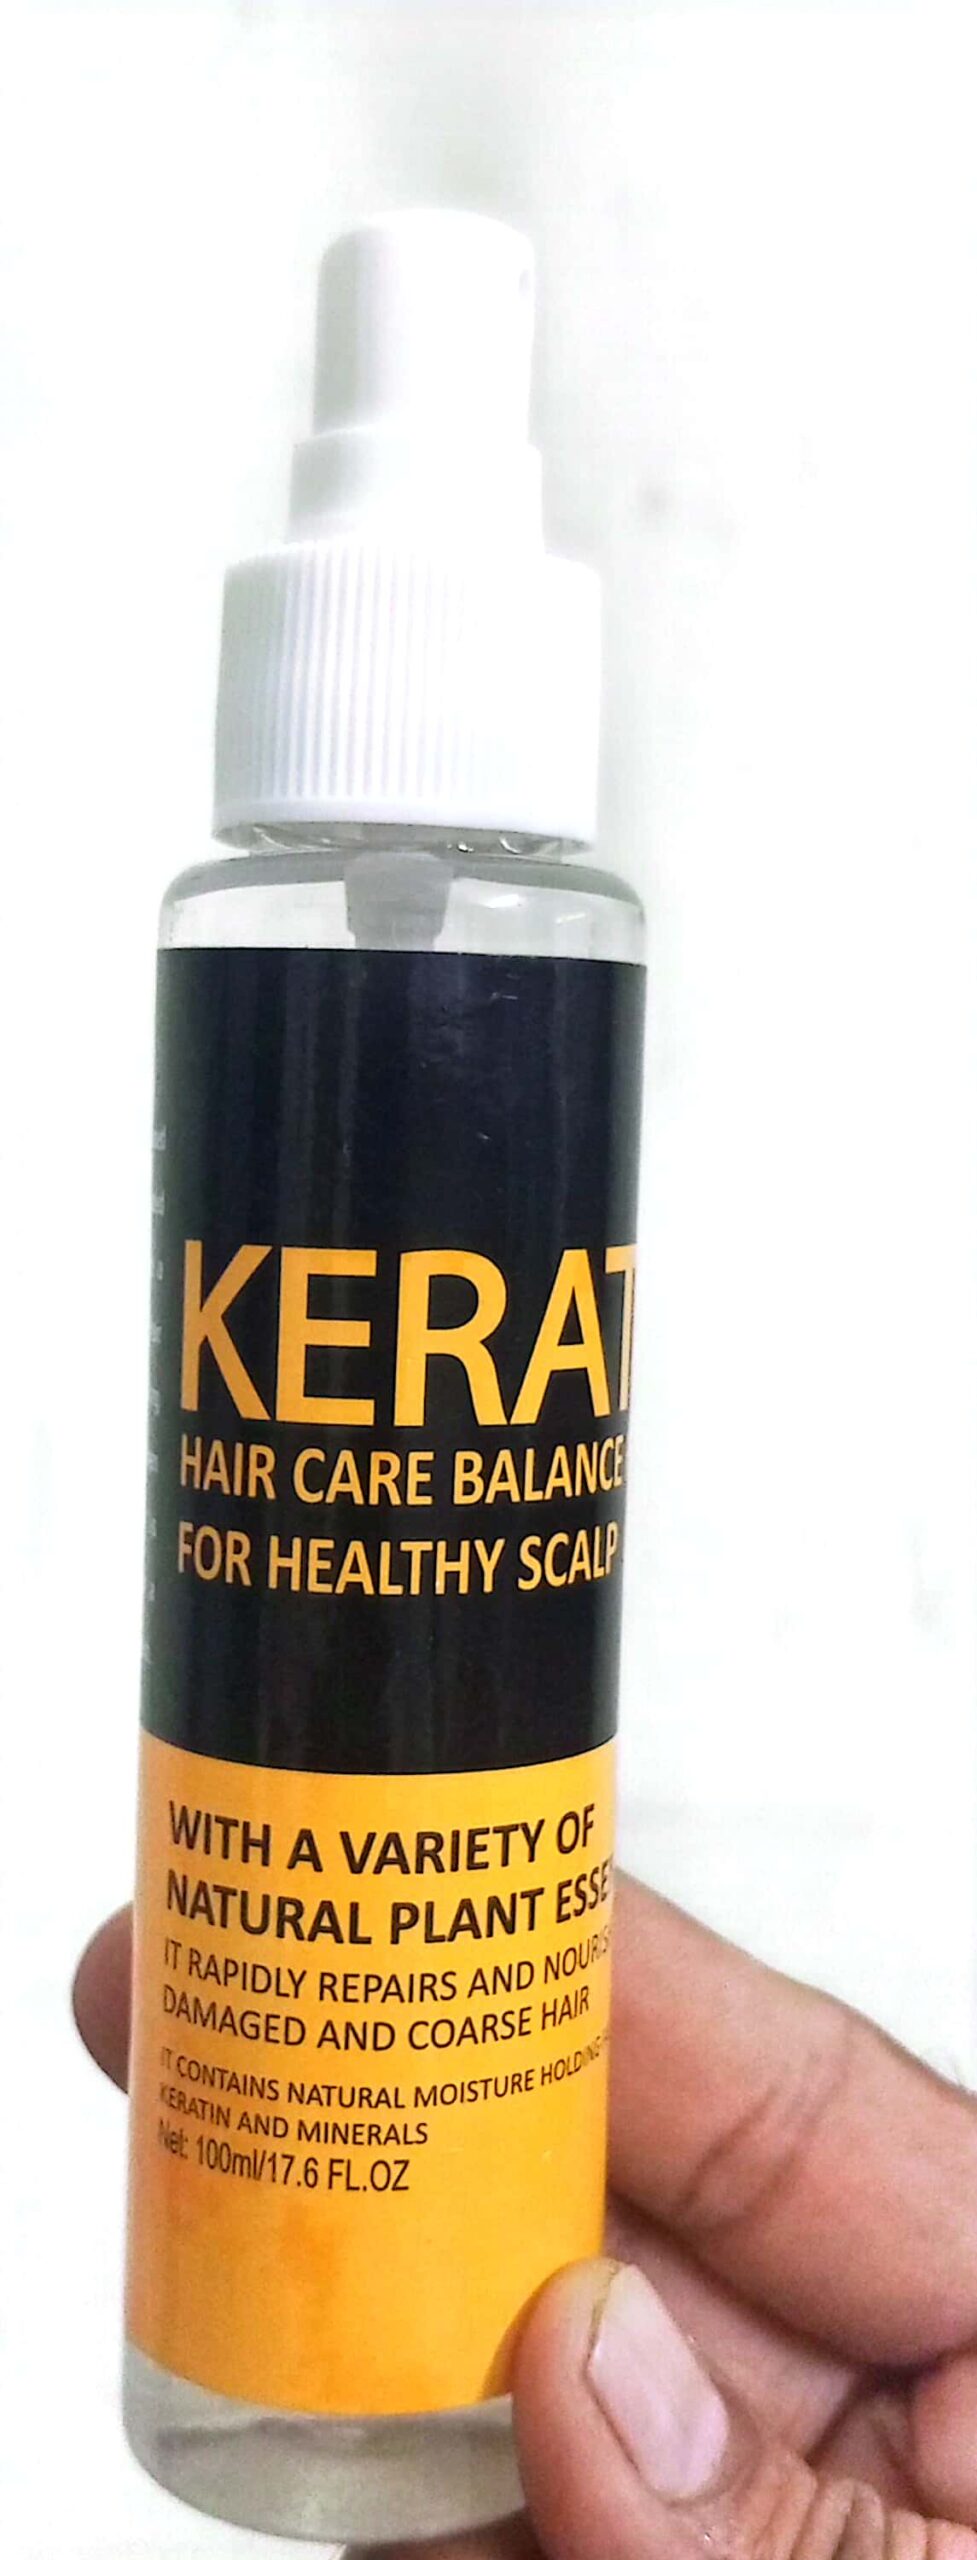 KERAT
HAIR CARE BALANCE
FOR HEALTHY SCALP
WITH A VARIETY OF
NATURAL PLANT ESSE
IT RAPIDLY REPAIRS AND NOURIS
DAMAGED AND COARSE HAIR
IT CONTAINS NATURAL MOISTURE HOLDING
KERATIN AND MINERALS
Net: 100ml/17.6 FL.OZ